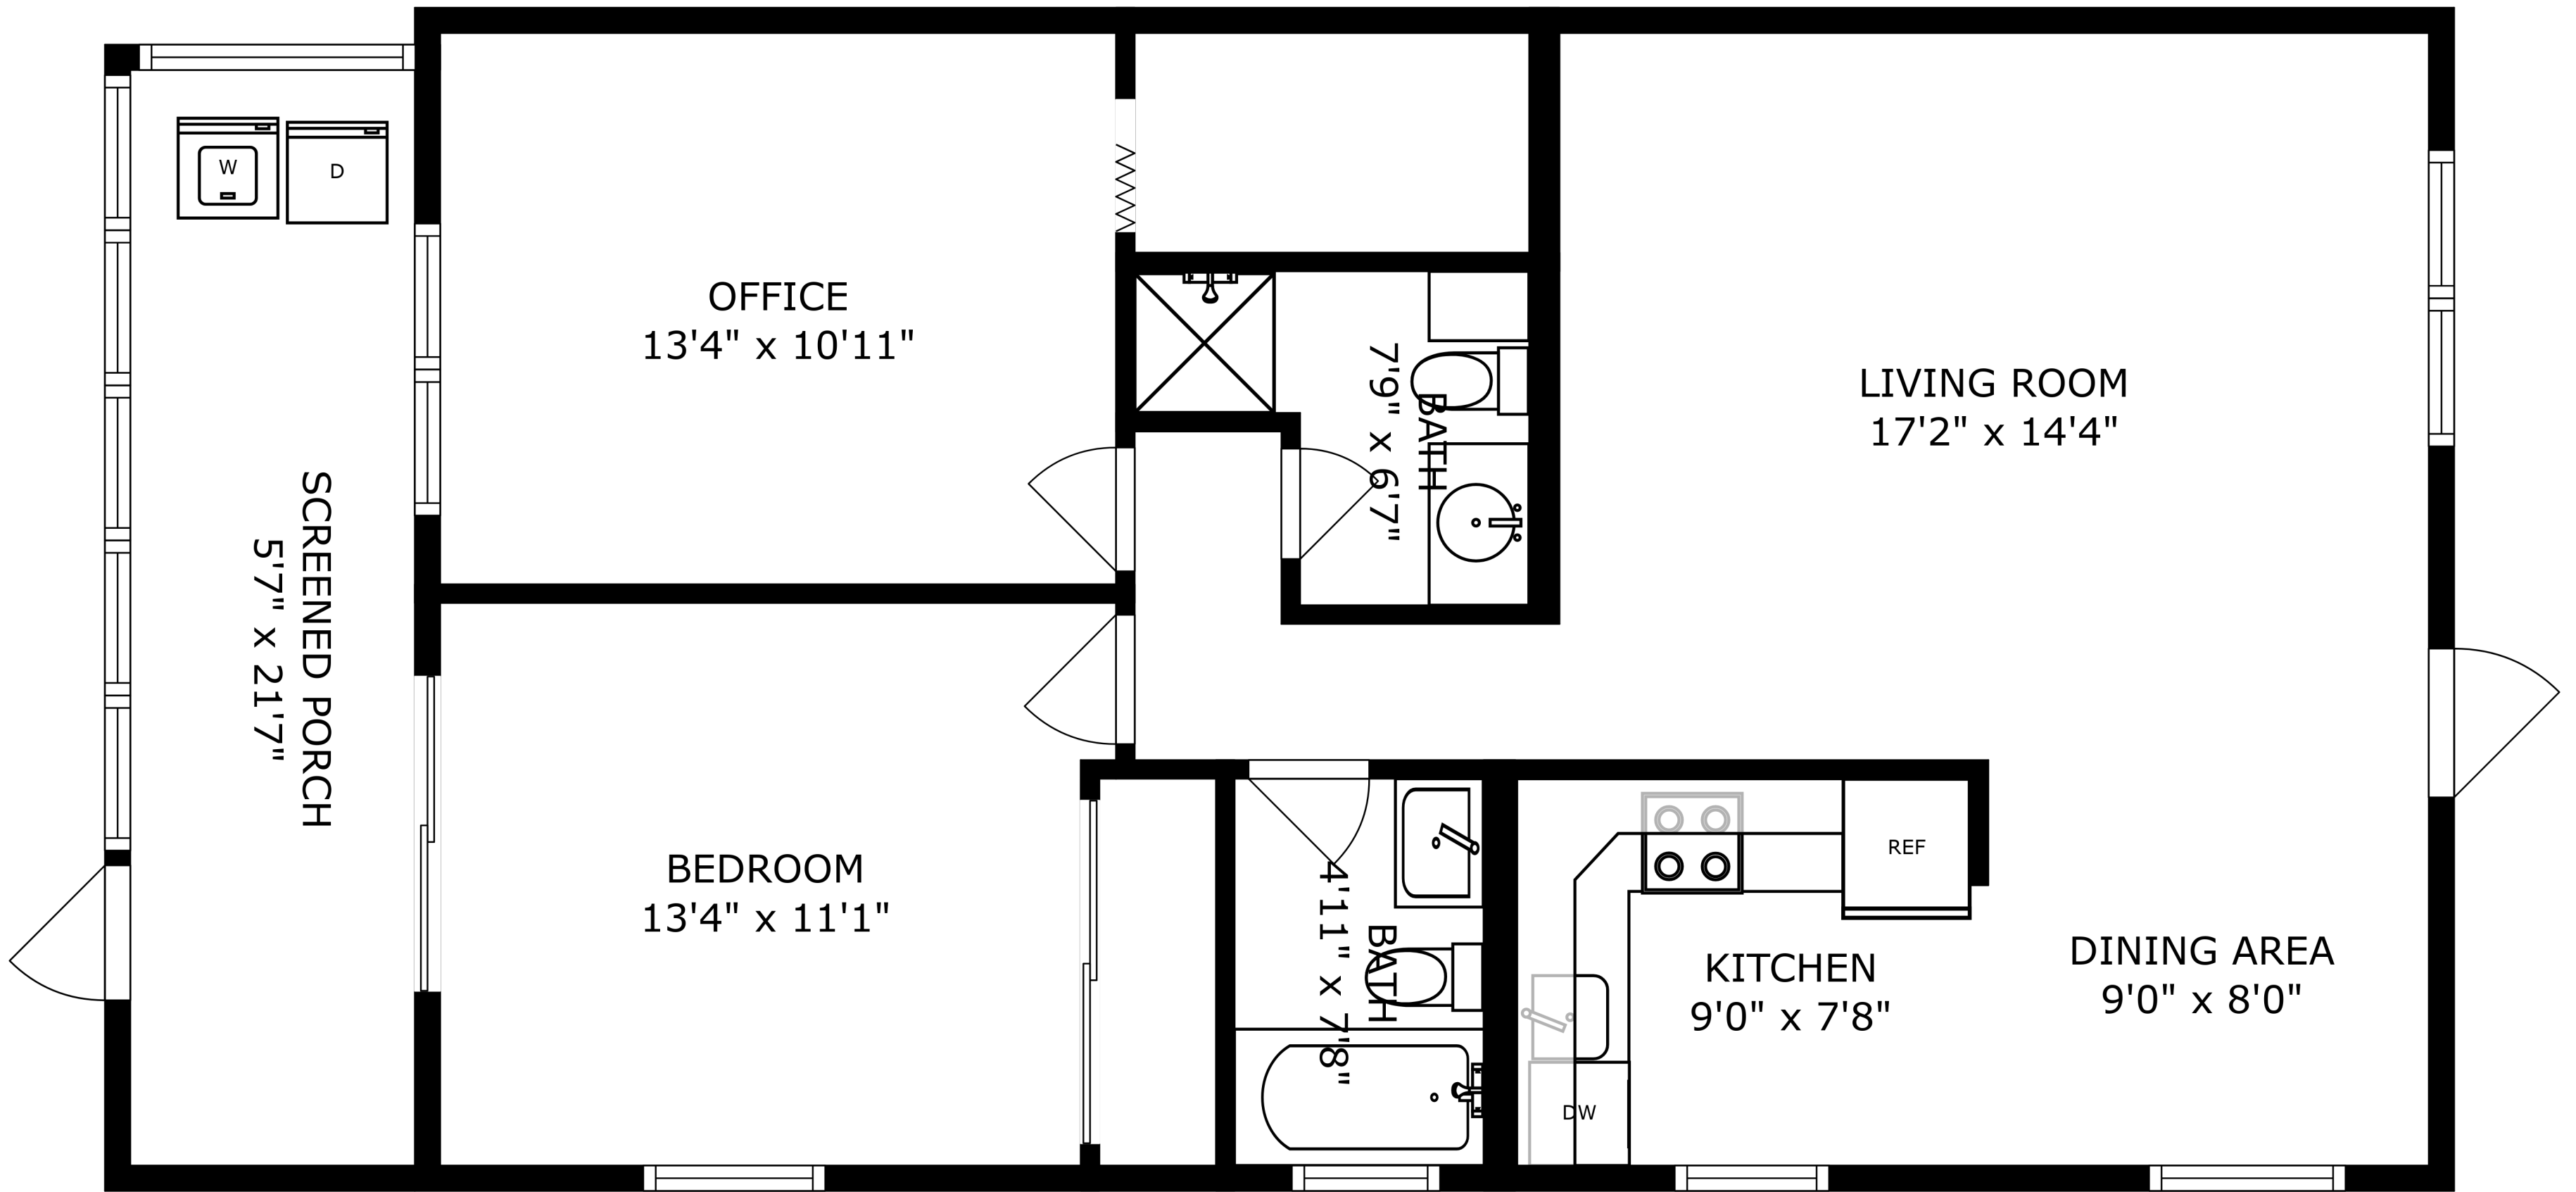 W
D
OFFICE
13'4" x 10'11"
SCREENED PORCH
5'7" x 21'7"
BATH
7'9" x 6'7"
LIVING ROOM
17'2" x 14'4"
BEDROOM
13'4" x 11'1"
BATH
4'11" x 7'8"
REF
KITCHEN
9'0" x 7'8"
DW
DINING AREA
9'0" x 8'0"